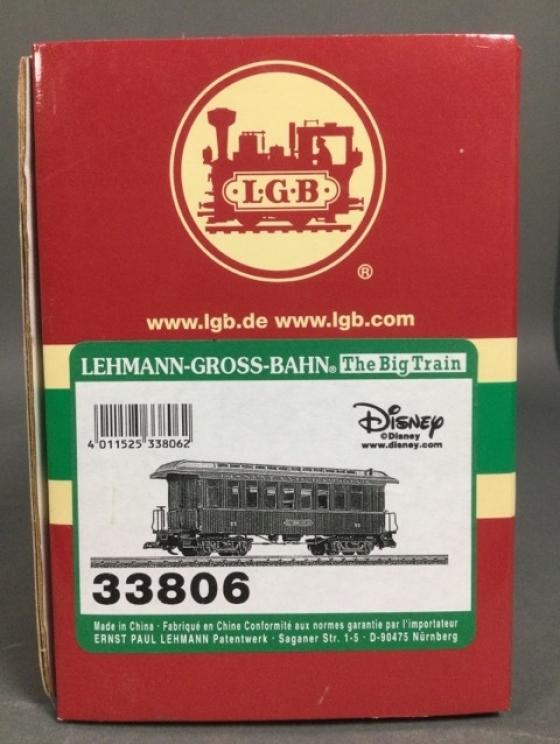 L·G·B
®
www.lgb.de www.lgb.com
LEHMANN-GROSS-BAHN® The Big Train
4 011525 338062
Disney
©Disney
www.disney.com
33806
Made in China · Fabriqué en Chine Conformité aux normes garantie par l'importateur
ERNST PAUL LEHMANN Patentwerk · Saganer Str. 1-5 · D-90475 Nürnberg